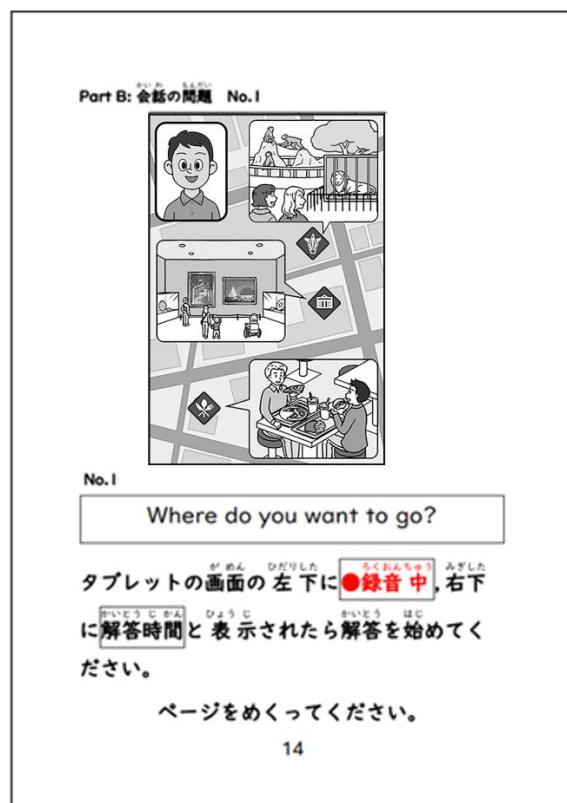 Part B: 会話の問題 No.1
No.1
Where do you want to go?
タブレットの画面の左下に●録音中,右下
に解答時間と表示されたら解答を始めてく
ださい。
ページをめくってください。
14